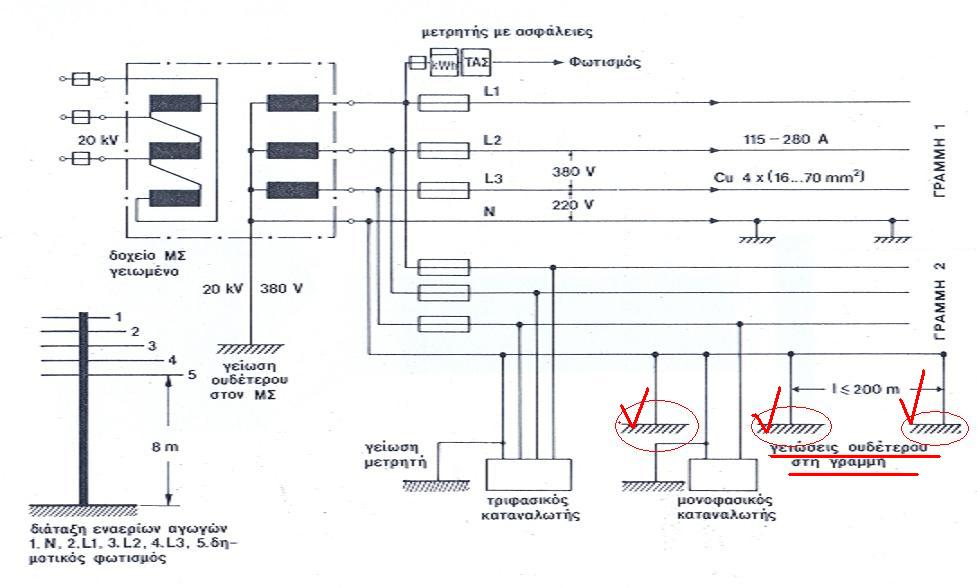 μετρητής με ασφάλειες
kWh
ΤΑΣ
Φωτισμός
L1
20 kV
L2
115–280 A
380 V
L3
Cu 4 x (16...70 mm²)
220 V
N
ΓΡΑΜΜΗ 1
δοχείο ΜΣ
γειωμένο
20 kV
380 V
ΓΡΑΜΜΗ 2
1
2
3
4
5
γείωση
ουδέτερου
στον ΜΣ
l ≤ 200 m
8 m
γείωση
μετρητή
γειώσεις ουδέτερου
στη γραμμή
τριφασικός
καταναλωτής
μονοφασικός
καταναλωτής
διάταξη εναερίων αγωγών
1. N, 2.L1, 3.L2, 4.L3, 5.δη-
μοτικός φωτισμός